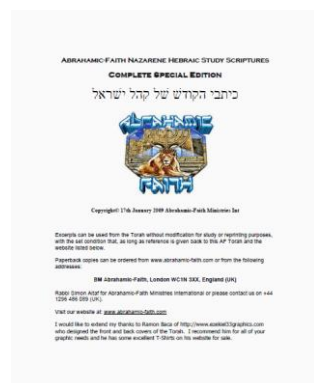 ABRAHAMIC-FAITH NAZARENE HEBRAIC STUDY SCRIPTURES
COMPLETE SPECIAL EDITION
כיתבי הקודש של קהל ישראל
ABRAHAMIC
FAITH
Copyright© 17th January 2009 Abrahamic-Faith Ministries Int
Excerpts can be used from the Torah without modification for study or reprinting purposes,
with the set condition that, as long as reference is given back to this AF Torah and the
website listed below.
Paperback copies can be ordered from www.abrahamic-faith.com or from the following
addresses:
BM Abrahamic-Faith, London WC1N 3XX, England (UK)
Rabbi Simon Altaf for Abrahamic-Faith Ministries International or please contact us on +44
1296 486 089 (UK).
Visit our website at: www.abrahamic-faith.com
I would like to extend my thanks to Ramon Baca of http://www.ezekiel33graphics.com
who designed the front and back covers of the Torah. I recommend him for all of your
graphic needs and he has some excellent T-Shirts on his website for sale.